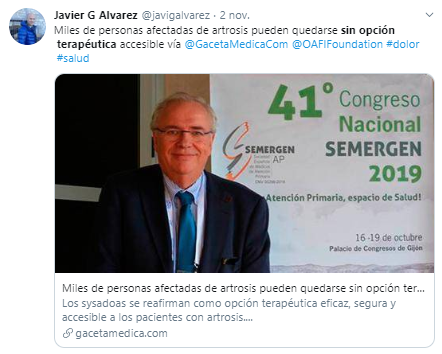 Javier G Alvarez @javigalvarez · 2 nov.
Miles de personas afectadas de artrosis pueden quedarse sin opción
terapéutica accesible vía @GacetaMedicaCom @OAFIFoundation #dolor
#salud
41º Congreso
Nacional
SEMERGEN
2019
SEMERGEN
AP
¡Atención Primaria, espacio de Salud!
16-19 de octubre
Palacio de Congresos de Gijón
Miles de personas afectadas de artrosis pueden quedarse sin opción ter...
Los sysadoas se reafirman como opción terapéutica eficaz, segura y
accesible a los pacientes con artrosis....
gacetamedica.com